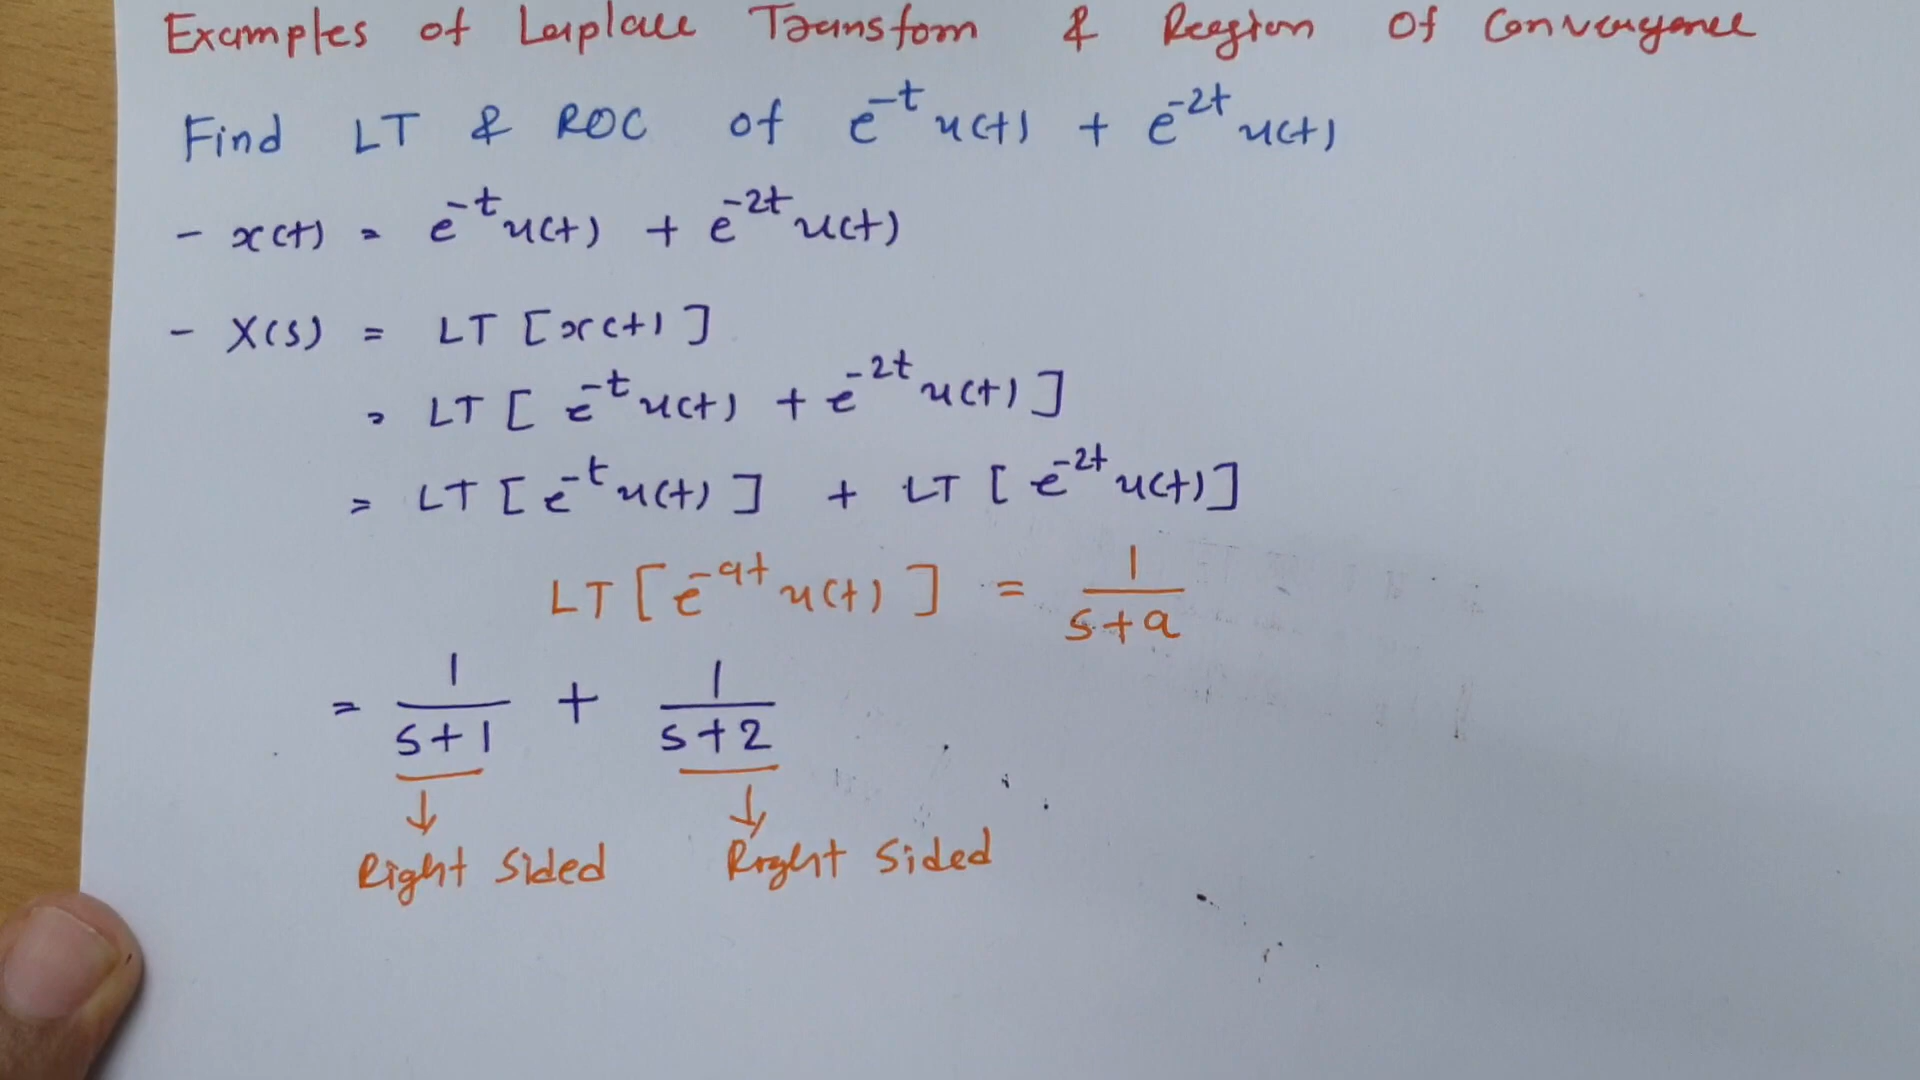 Examples of Laplace Transform & Region Of Convergence
Find LT & ROC of e^{-t} u(t) + e^{-2t} u(t)
- x(t) = e^{-t} u(t) + e^{-2t} u(t)
- X(s) = LT [x(t)]
= LT [ e^{-t} u(t) + e^{-2t} u(t) ]
= LT [ e^{-t} u(t) ] + LT [ e^{-2t} u(t) ]
LT [ e^{-at} u(t) ] = 1/(s+a)
= 1/(s+1) + 1/(s+2)
↓ ↓
Right Sided Right Sided